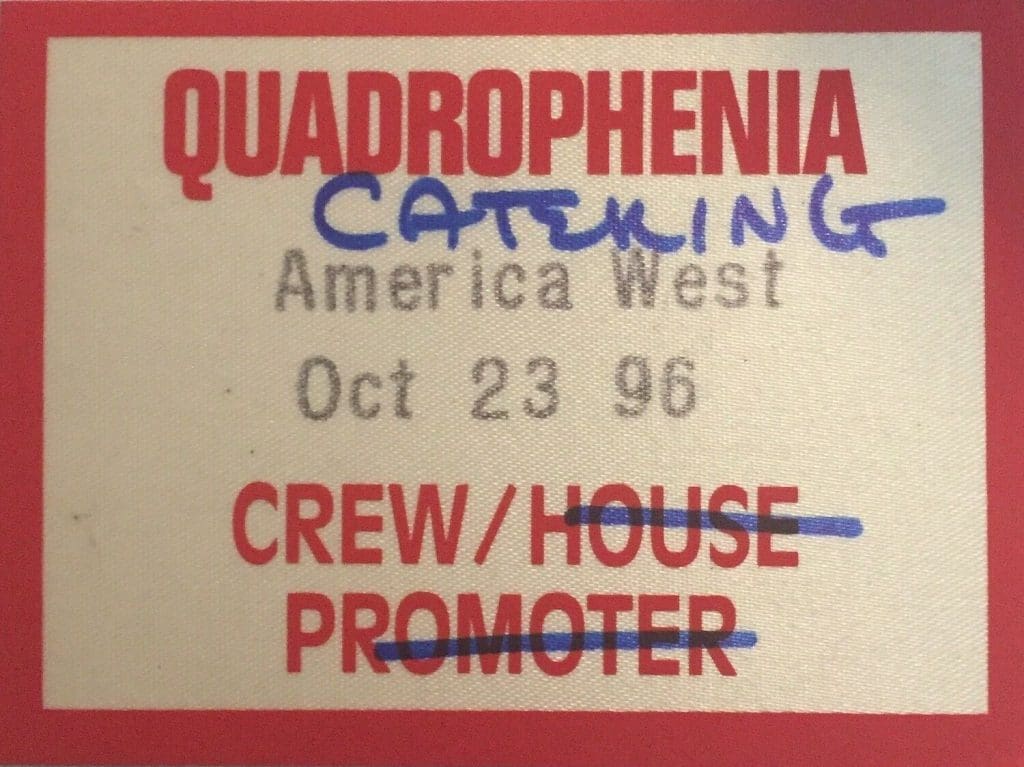 QUADROPHENIA
CATERING
America West
Oct 23 96
CREW/HOUSE
PROMOTER